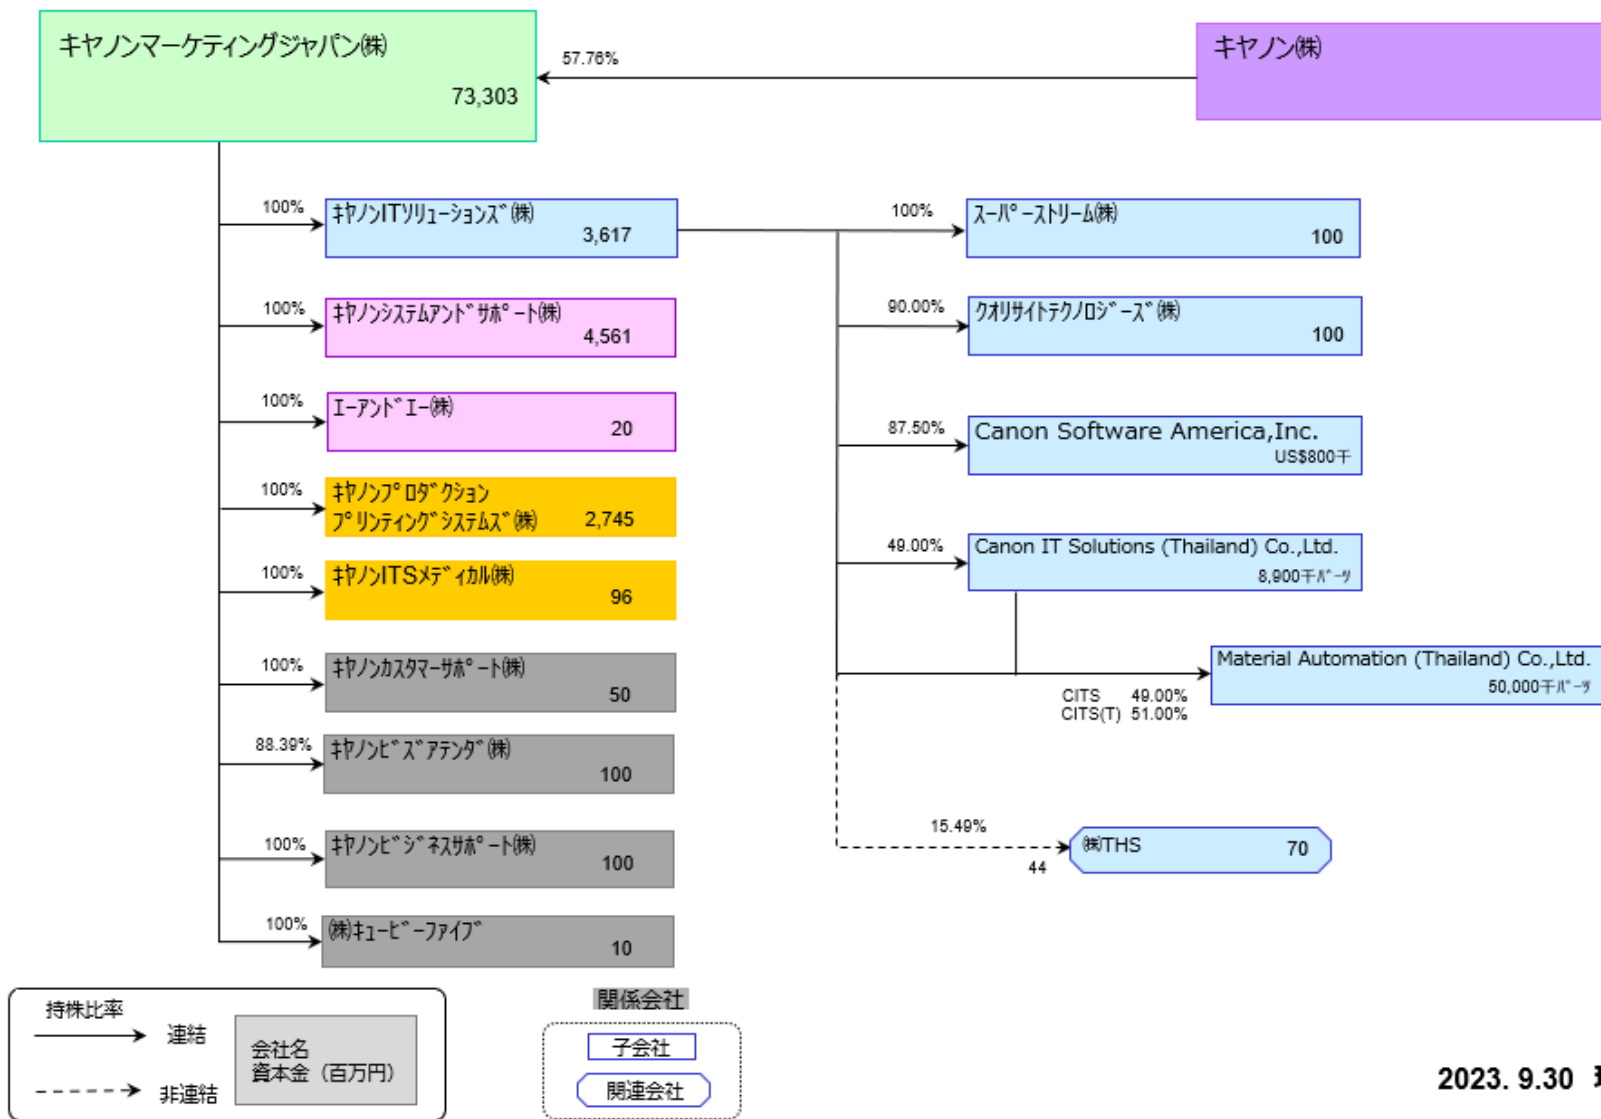 キヤノンマーケティングジャパン㈱
73,303
57.76%
キヤノン㈱
100%
キヤノンITソリューションズ㈱
3,617
100%
スーパーストリーム㈱
100
100%
キヤノンシステムアンドサポート㈱
4,561
90.00%
クオリサイトテクノロジーズ㈱
100
100%
エーアンドエー㈱
20
87.50%
Canon Software America,Inc.
US$800千
100%
キヤノンプロダクション
プリンティングシステムズ㈱
2,745
49.00%
Canon IT Solutions (Thailand) Co.,Ltd.
8,900千バーツ
100%
キヤノンITSメディカル㈱
96
100%
キヤノンカスタマーサポート㈱
50
Material Automation (Thailand) Co.,Ltd.
50,000千バーツ
CITS 49.00%
CITS(T) 51.00%
88.39%
キヤノンビズアテンダ㈱
100
100%
キヤノンビジネスサポート㈱
100
15.49%
44
㈱THS
70
100%
㈱キュービーファイブ
10
持株比率
連結
非連結
会社名
資本金（百万円）
関係会社
子会社
関連会社
2023. 9.30